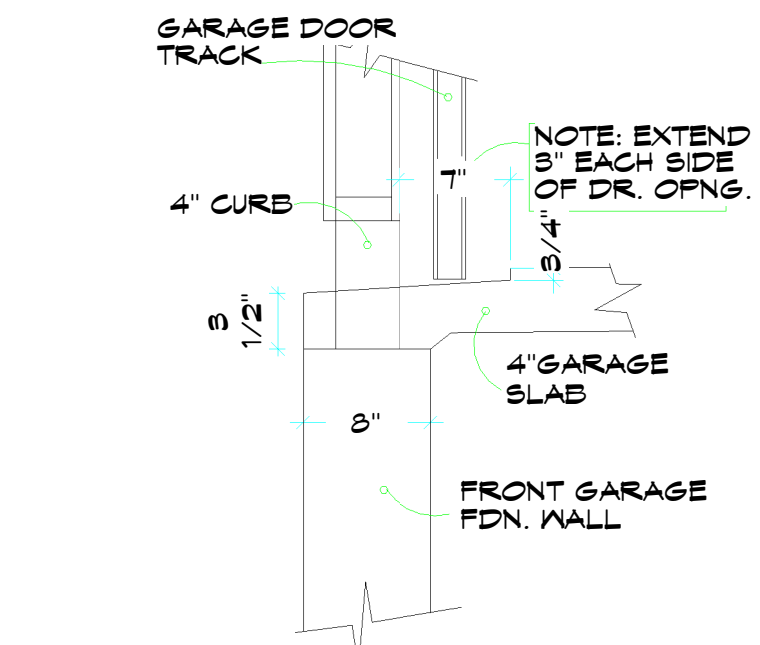 GARAGE DOOR
TRACK
NOTE: EXTEND
3" EACH SIDE
OF DR. OPNG.
7"
4" CURB
3/4"
3
1/2"
4"GARAGE
SLAB
8"
FRONT GARAGE
FDN. WALL